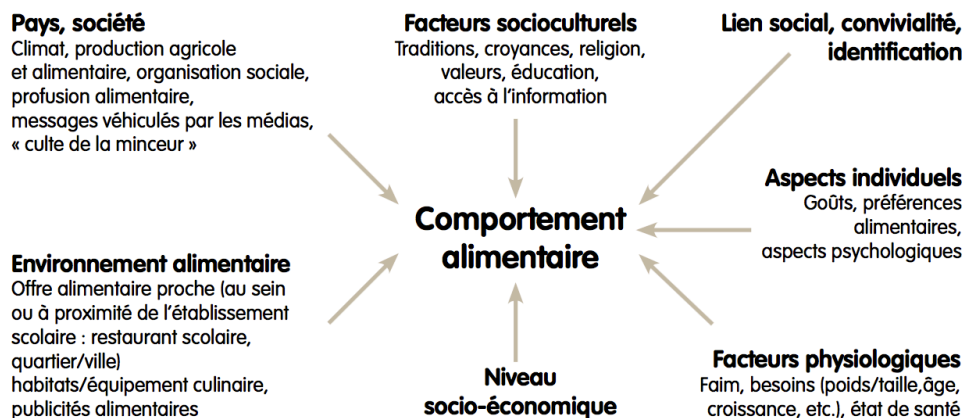 Pays, société
Climat, production agricole
et alimentaire, organisation sociale,
profusion alimentaire,
messages véhiculés par les médias,
« culte de la minceur »
Facteurs socioculturels
Traditions, croyances, religion,
valeurs, éducation,
accès à l'information
Lien social, convivialité,
identification
Comportement
alimentaire
Aspects individuels
Goûts, préférences
alimentaires,
aspects psychologiques
Environnement alimentaire
Offre alimentaire proche (au sein
ou à proximité de l'établissement
scolaire : restaurant scolaire,
quartier/ville)
habitats/équipement culinaire,
publicités alimentaires
Niveau
socio-économique
Facteurs physiologiques
Faim, besoins (poids/taille,âge,
croissance, etc.), état de santé